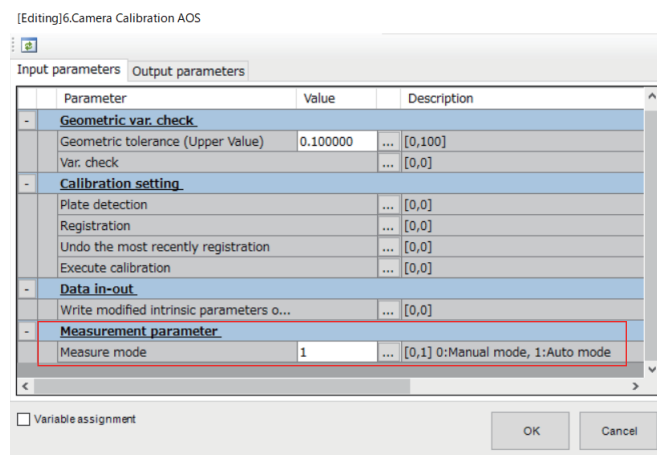 [Editing]6.Camera Calibration AOS
Input parameters Output parameters
Parameter Value Description
- Geometric var. check
Geometric tolerance (Upper Value) 0.100000 ... [0,100]
Var. check ... [0,0]
- Calibration setting
Plate detection ... [0,0]
Registration ... [0,0]
Undo the most recently registration ... [0,0]
Execute calibration ... [0,0]
- Data in-out
Write modified intrinsic parameters o... ... [0,0]
- Measurement parameter
Measure mode 1 ... [0,1] 0:Manual mode, 1:Auto mode
Variable assignment
OK Cancel